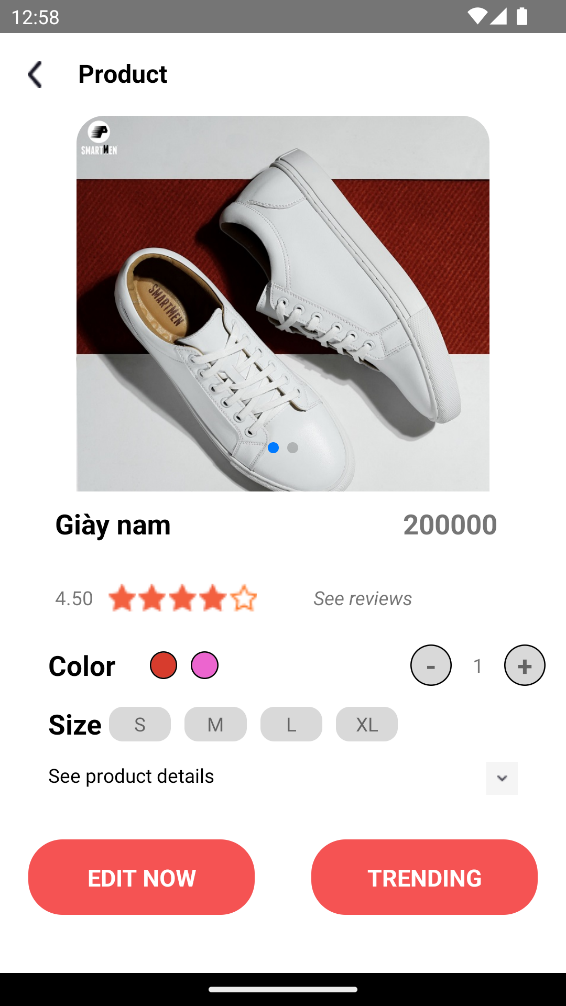 12:58
Product
SMARTMEN
SMARTMEN
Giày nam 200000
4.50 See reviews
Color - 1 +
Size S M L XL
See product details
EDIT NOW TRENDING